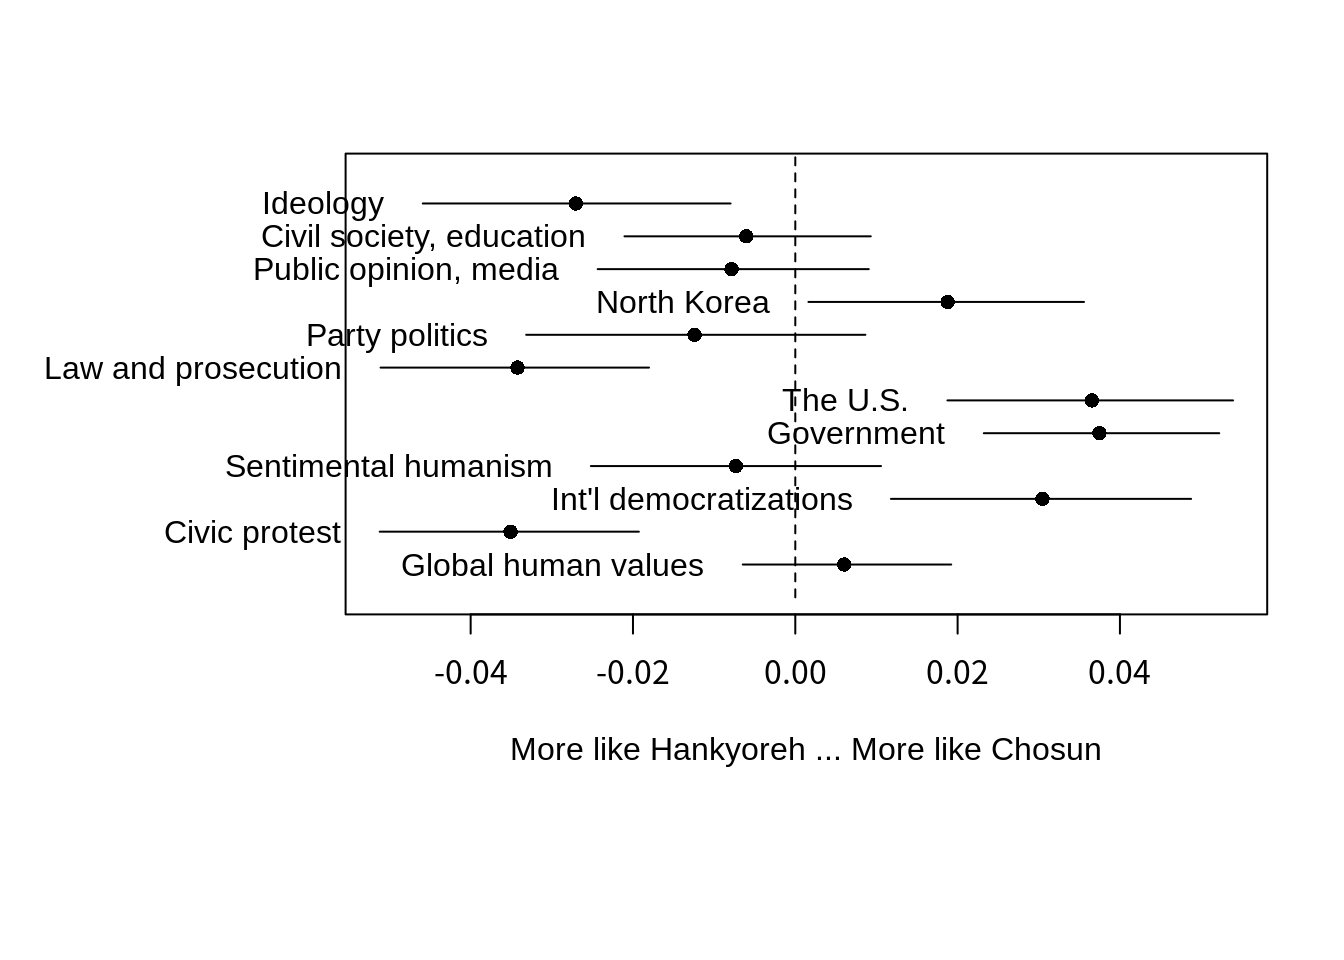 Ideology
Civil society, education
Public opinion, media
North Korea
Party politics
Law and prosecution
The U.S.
Government
Sentimental humanism
Int'l democratizations
Civic protest
Global human values
-0.04 -0.02 0.00 0.02 0.04
More like Hankyoreh ... More like Chosun